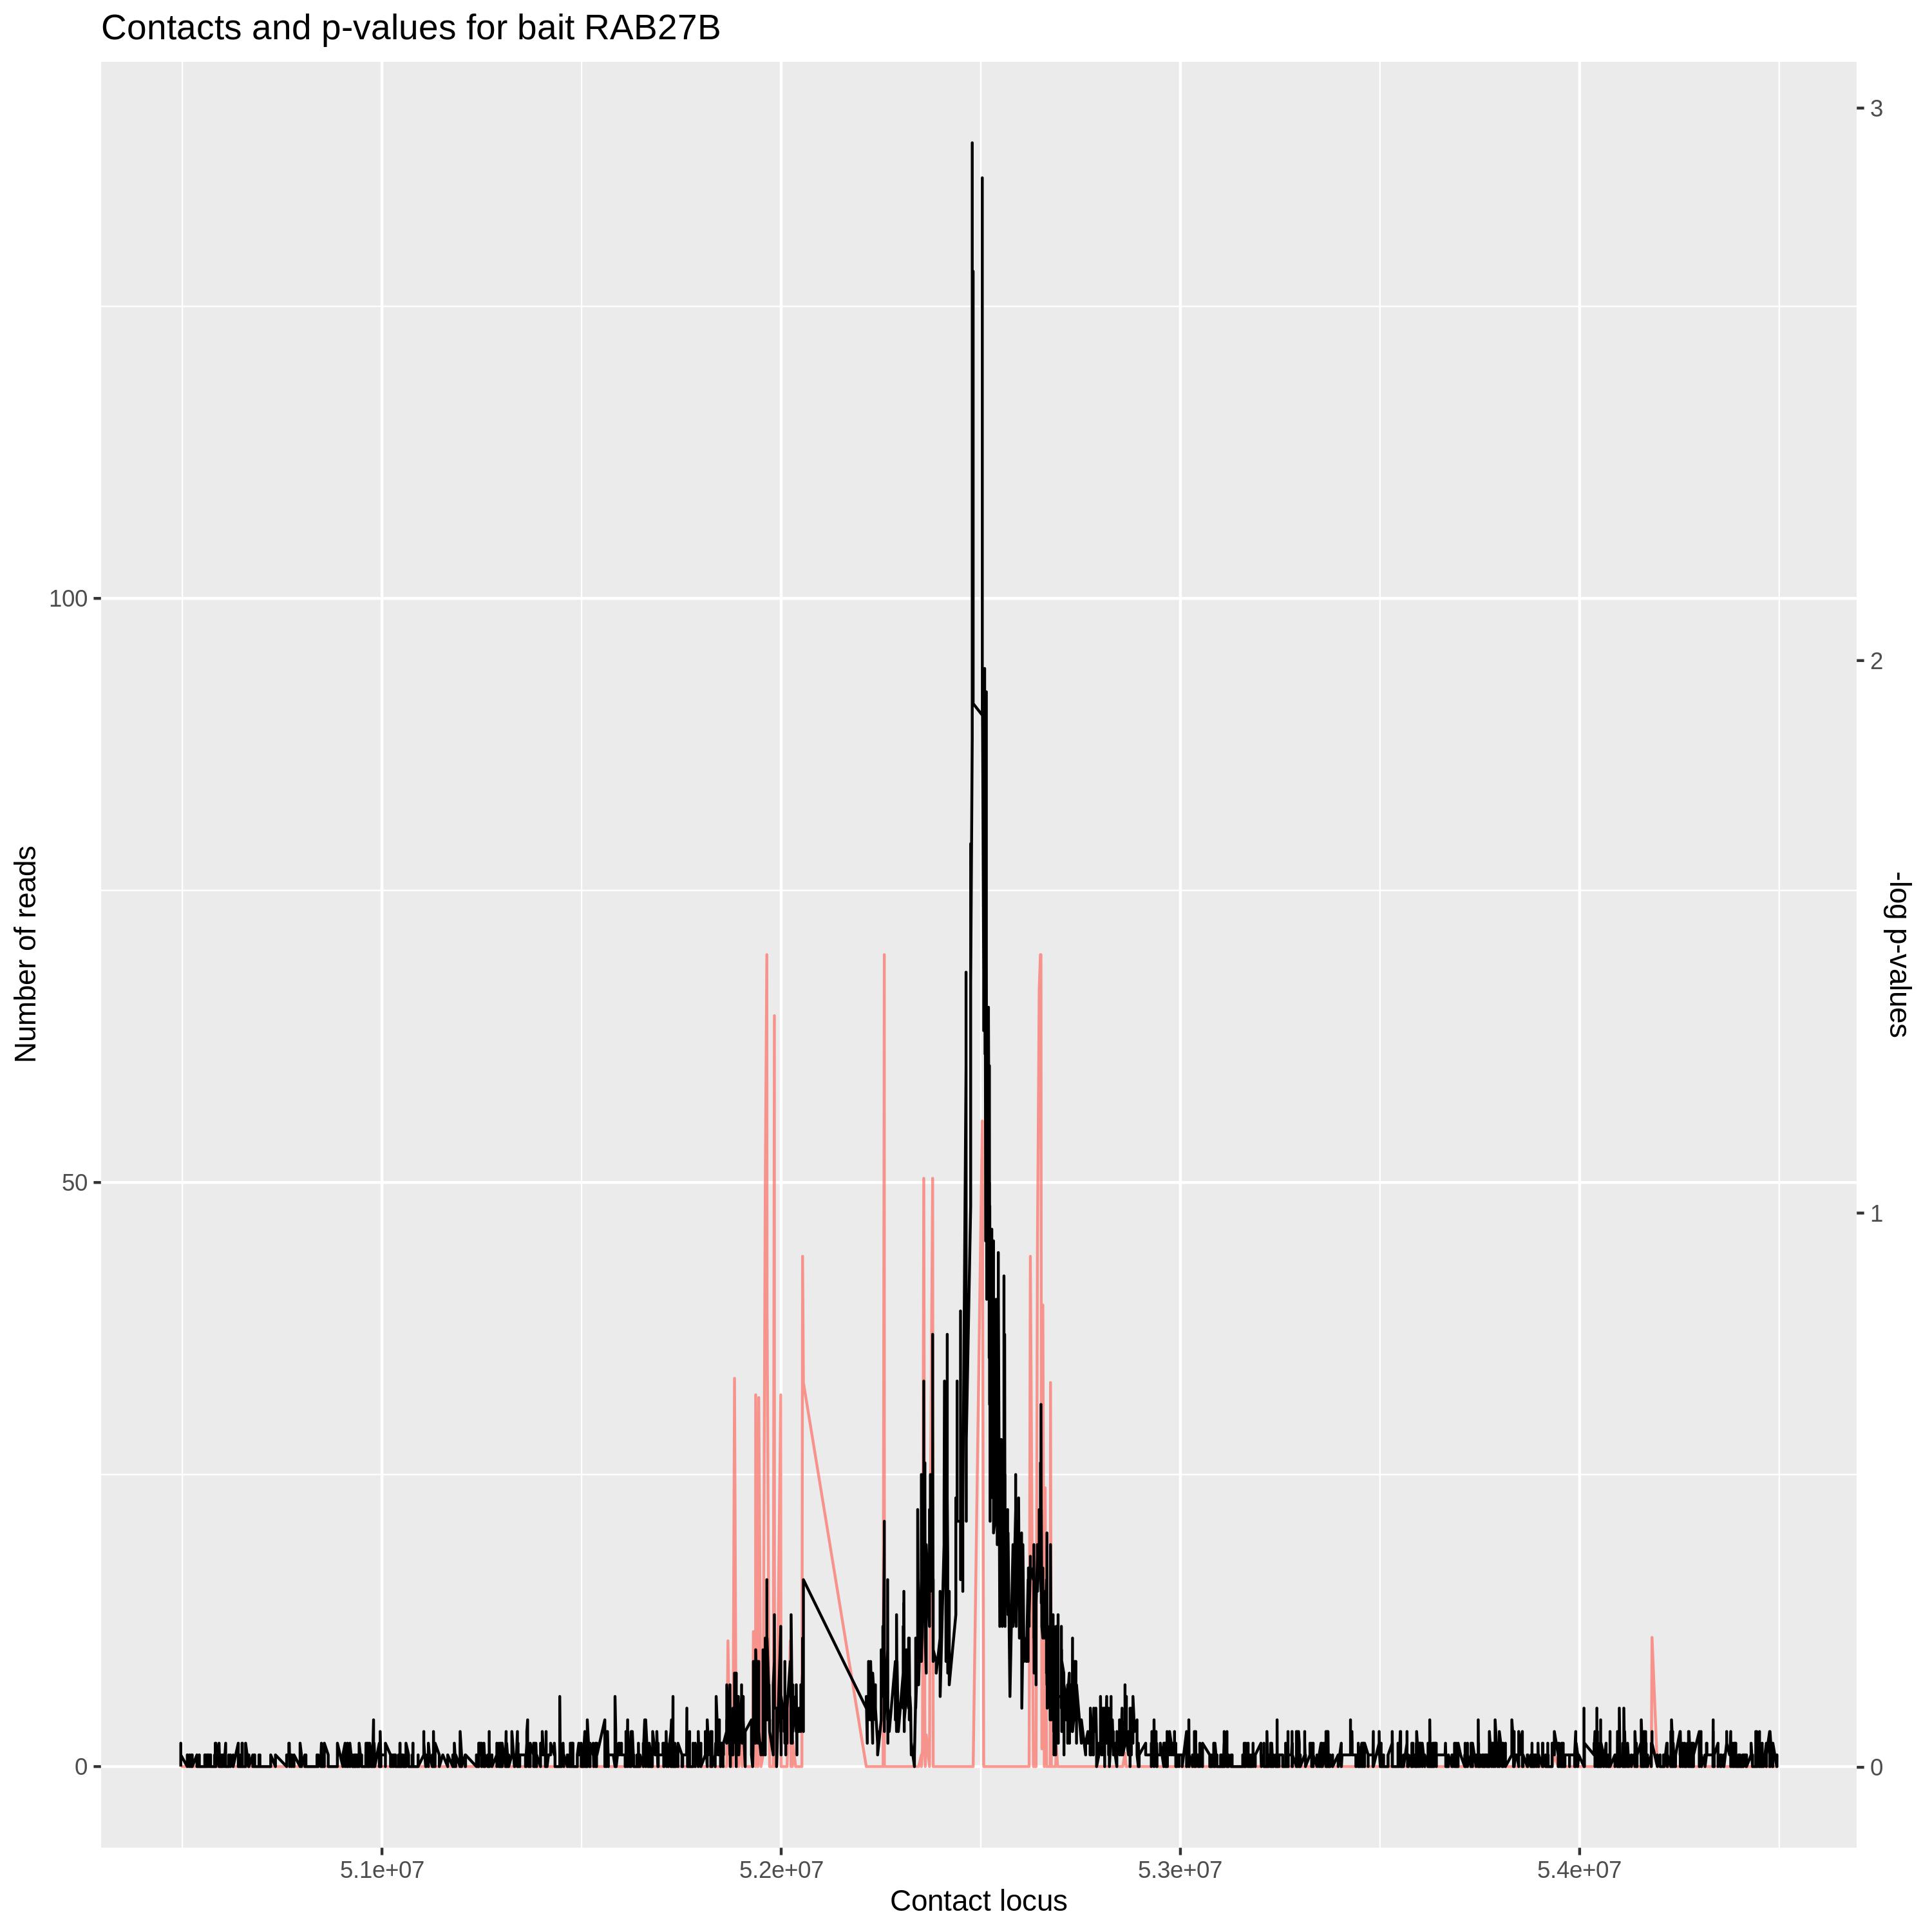 Contacts and p-values for bait RAB27B
Number of reads
100
50
0
3
2
1
0
-log p-values
5.1e+07 5.2e+07 5.3e+07 5.4e+07
Contact locus